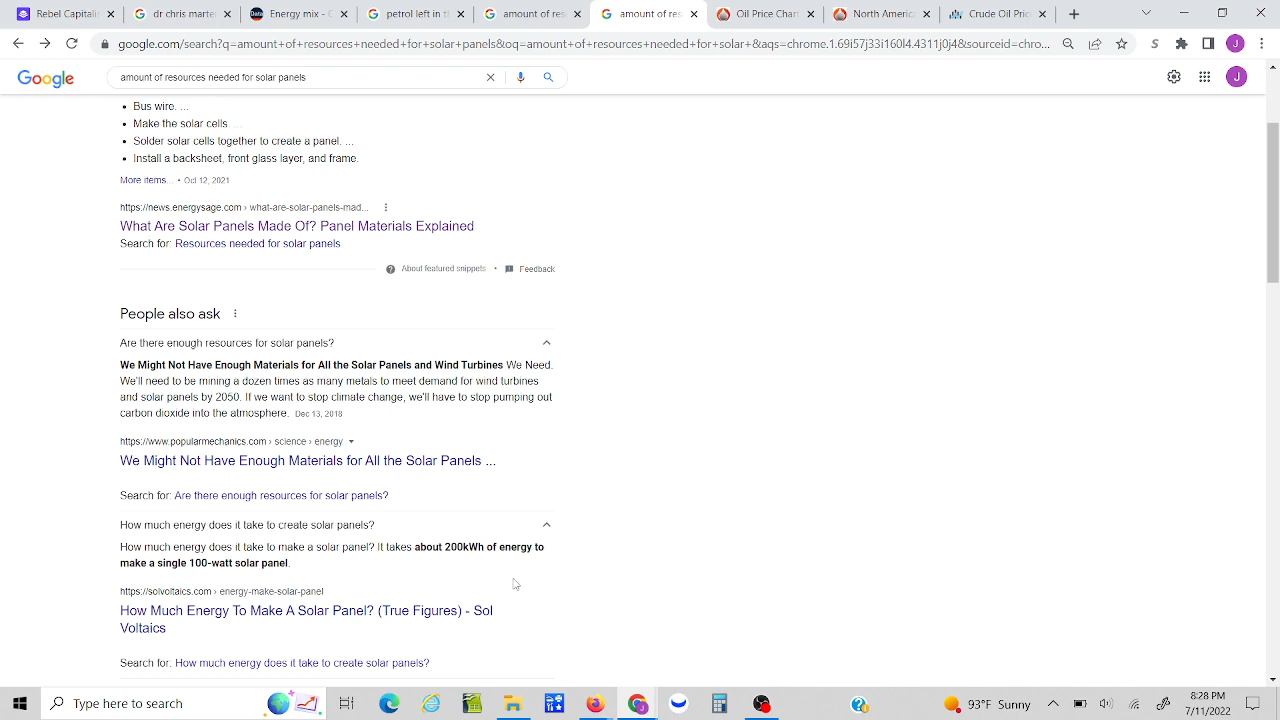 Rebel Capitali
dr chris marte
Energy mix - C
petrol labrin t
amount of res
amount of res
Oil Price Char
North America
Crude Oil Pric
google.com/search?q=amount+of+resources+needed+for+solar+panels&oq=amount+of+resources+needed+for+solar+&aqs=chrome.1.69i57j33i160l4.4311j0j4&sourceid=chro...
S
J
Google
amount of resources needed for solar panels
J
• Bus wire. ...
• Make the solar cells. ...
• Solder solar cells together to create a panel. ...
• Install a backsheet, front glass layer, and frame.
More items... • Oct 12, 2021
https://news.energysage.com › what-are-solar-panels-mad...
What Are Solar Panels Made Of? Panel Materials Explained
Search for: Resources needed for solar panels
About featured snippets • Feedback
People also ask
Are there enough resources for solar panels?
We Might Not Have Enough Materials for All the Solar Panels and Wind Turbines We Need.
We'll need to be mining a dozen times as many metals to meet demand for wind turbines
and solar panels by 2050. If we want to stop climate change, we'll have to stop pumping out
carbon dioxide into the atmosphere. Dec 13, 2018
https://www.popularmechanics.com › science › energy
We Might Not Have Enough Materials for All the Solar Panels ...
Search for: Are there enough resources for solar panels?
How much energy does it take to create solar panels?
How much energy does it take to make a solar panel? It takes about 200kWh of energy to
make a single 100-watt solar panel.
https://solvoltaics.com › energy-make-solar-panel
How Much Energy To Make A Solar Panel? (True Figures) - Sol
Voltaics
Search for: How much energy does it take to create solar panels?
Type here to search
93°F Sunny
8:28 PM
7/11/2022